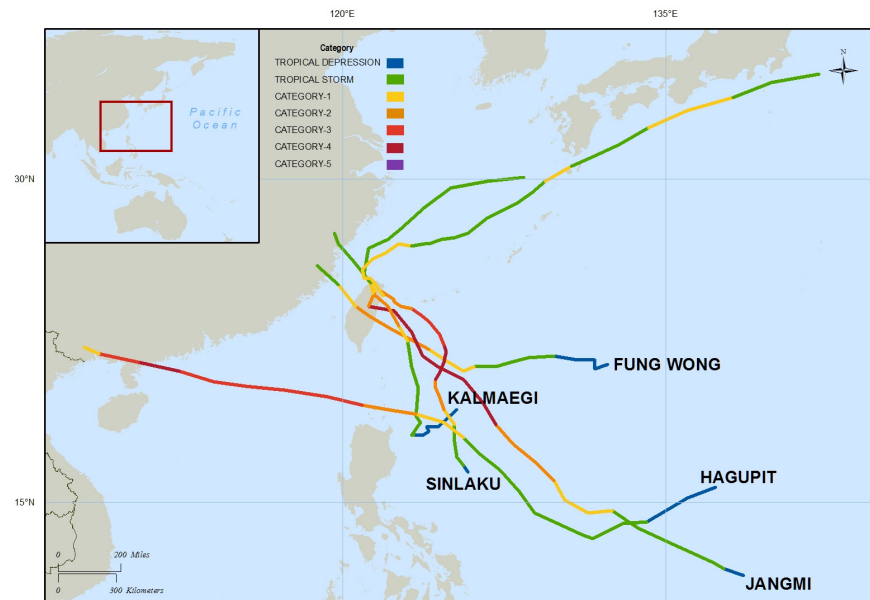 120°E
135°E
Category
TROPICAL DEPRESSION
TROPICAL STORM
CATEGORY-1
CATEGORY-2
CATEGORY-3
CATEGORY-4
CATEGORY-5
N
Pacific
Ocean
30°N
FUNG WONG
KALMAEGI
SINLAKU
HAGUPIT
15°N
JANGMI
0 200 Miles
0 300 Kilometers